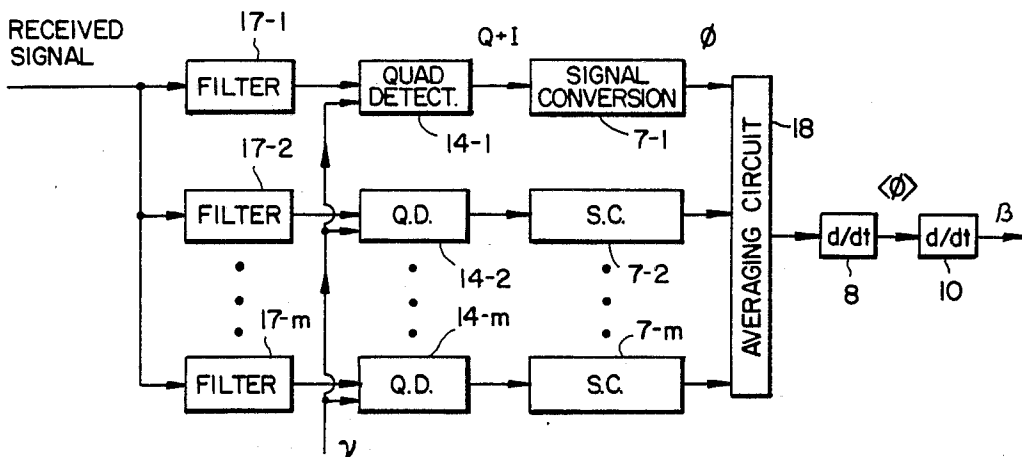 RECEIVED
SIGNAL
17-1
FILTER
QUAD
DETECT.
14-1
Q+I
SIGNAL
CONVERSION
7-1
ϕ
18
17-2
FILTER
Q.D.
14-2
S.C.
7-2
AVERAGING CIRCUIT
d/dt
8
⟨ϕ⟩
d/dt
10
β
17-m
FILTER
14-m
Q.D.
7-m
S.C.
γ